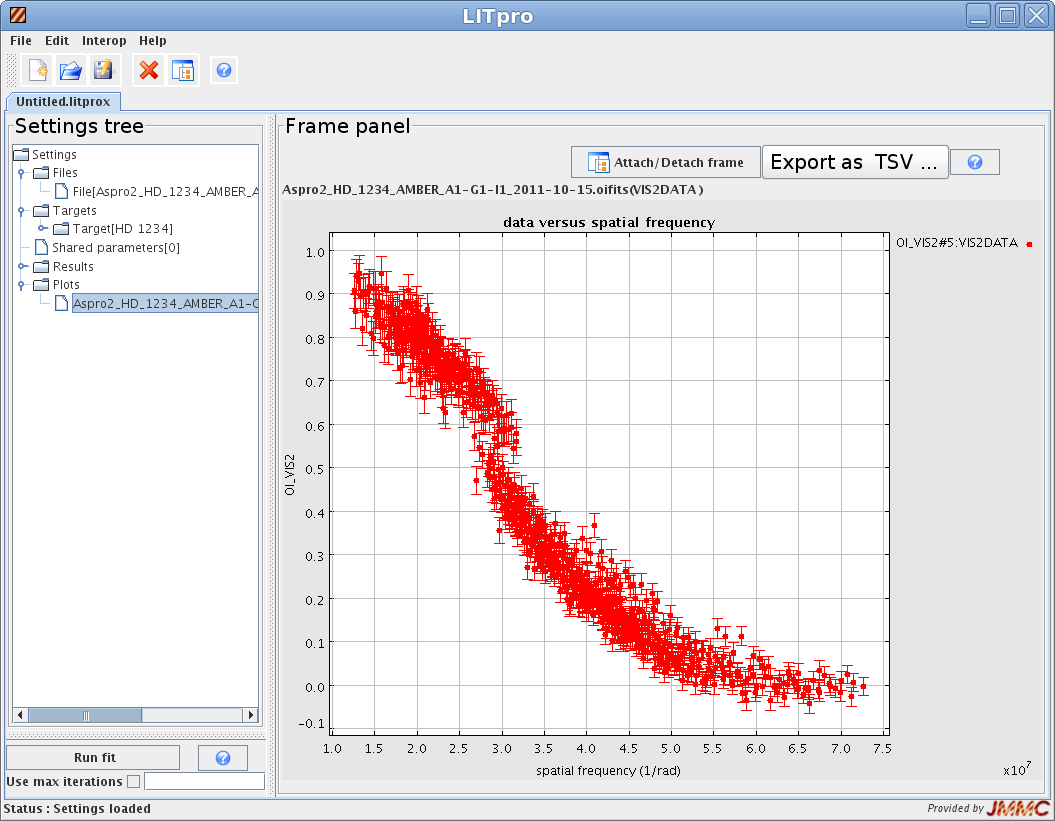 LITpro
File Edit Interop Help
Untitled.litprox
Settings tree
Settings
Files
File[Aspro2_HD_1234_AMBER_A
Targets
Target[HD 1234]
Shared parameters[0]
Results
Plots
Aspro2_HD_1234_AMBER_A1-G
Run fit
Use max iterations
Status : Settings loaded
Frame panel
Attach/Detach frame
Export as TSV ...
Aspro2_HD_1234_AMBER_A1-G1-I1_2011-10-15.oifits(VIS2DATA)
data versus spatial frequency
OI_VIS2#5:VIS2DATA
OI_VIS2
1.0
0.9
0.8
0.7
0.6
0.5
0.4
0.3
0.2
0.1
0.0
-0.1
1.0 1.5 2.0 2.5 3.0 3.5 4.0 4.5 5.0 5.5 6.0 6.5 7.0 7.5
spatial frequency (1/rad)
x10^7
Provided by JMMC